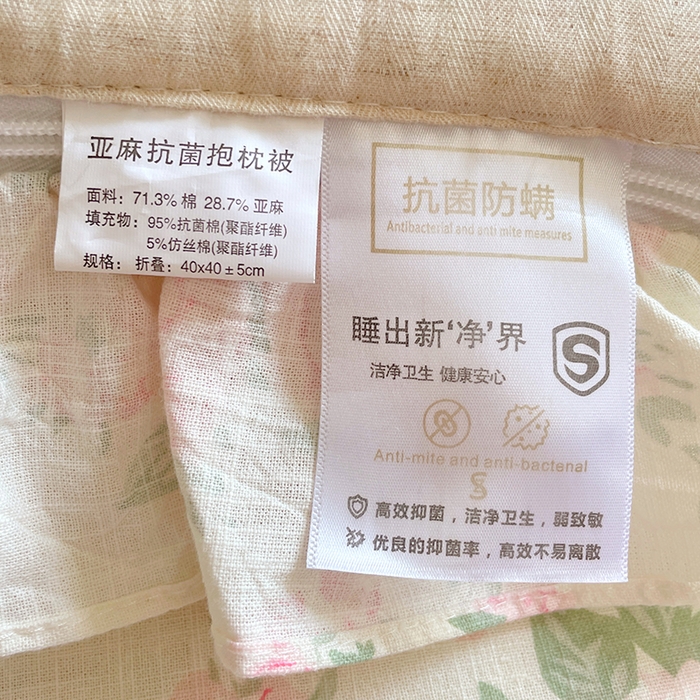 亚麻抗菌抱枕被
面料：71.3% 棉 28.7% 亚麻
填充物：95%抗菌棉(聚酯纤维)
5%仿丝棉(聚酯纤维)
规格： 折叠：40x40±5cm
抗菌防螨
Antibacterial and anti mite measures
睡出新‘净’界
S
洁净卫生 健康安心
Anti-mite and anti-bactenal
S
高效抑菌，洁净卫生，弱致敏
优良的抑菌率，高效不易离散